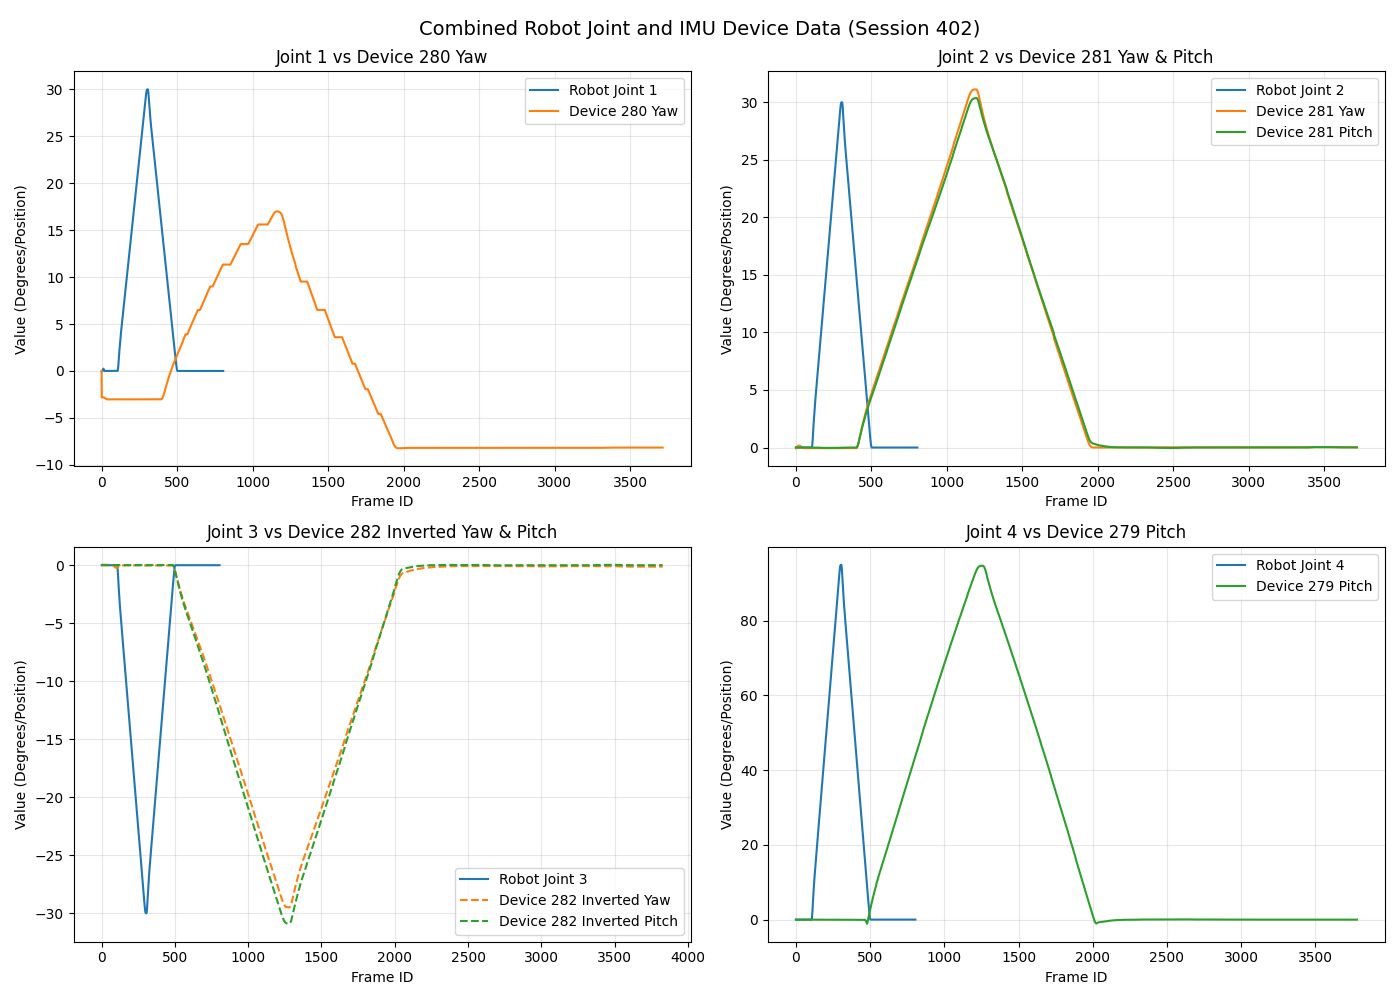 Combined Robot Joint and IMU Device Data (Session 402)
Joint 1 vs Device 280 Yaw
Robot Joint 1
Device 280 Yaw
Value (Degrees/Position)
30
25
20
15
10
5
0
−5
−10
0 500 1000 1500 2000 2500 3000 3500
Frame ID
Joint 2 vs Device 281 Yaw & Pitch
Robot Joint 2
Device 281 Yaw
Device 281 Pitch
Value (Degrees/Position)
30
25
20
15
10
5
0
0 500 1000 1500 2000 2500 3000 3500
Frame ID
Joint 3 vs Device 282 Inverted Yaw & Pitch
Value (Degrees/Position)
0
−5
−10
−15
−20
−25
−30
Robot Joint 3
Device 282 Inverted Yaw
Device 282 Inverted Pitch
0 500 1000 1500 2000 2500 3000 3500 4000
Frame ID
Joint 4 vs Device 279 Pitch
Robot Joint 4
Device 279 Pitch
Value (Degrees/Position)
80
60
40
20
0
0 500 1000 1500 2000 2500 3000 3500
Frame ID